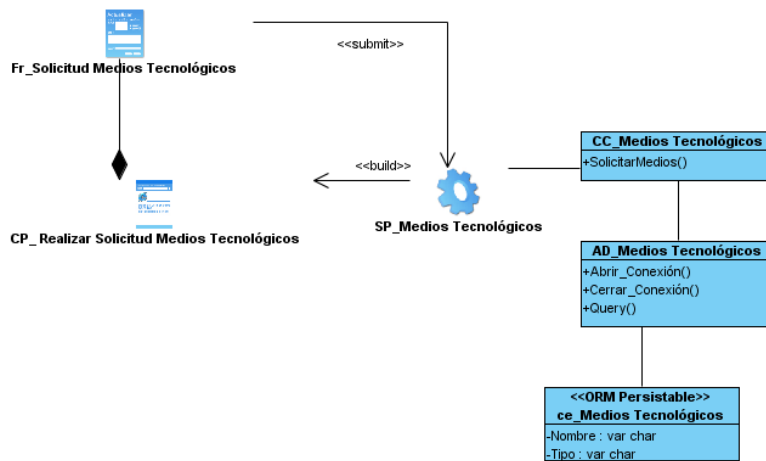 Actualizar
Fr_Solicitud Medios Tecnológicos
<<submit>>
<<build>>
CP_ Realizar Solicitud Medios Tecnológicos
SP_Medios Tecnológicos
CC_Medios Tecnológicos
+SolicitarMedios()
AD_Medios Tecnológicos
+Abrir_Conexión()
+Cerrar_Conexión()
+Query()
<<ORM Persistable>>
ce_Medios Tecnológicos
-Nombre : var char
-Tipo : var char